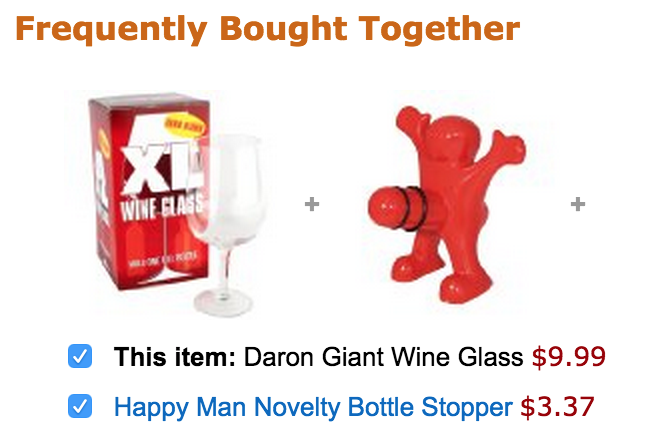 Frequently Bought Together
XL
WINE GLASS
+
+
This item: Daron Giant Wine Glass $9.99
Happy Man Novelty Bottle Stopper $3.37